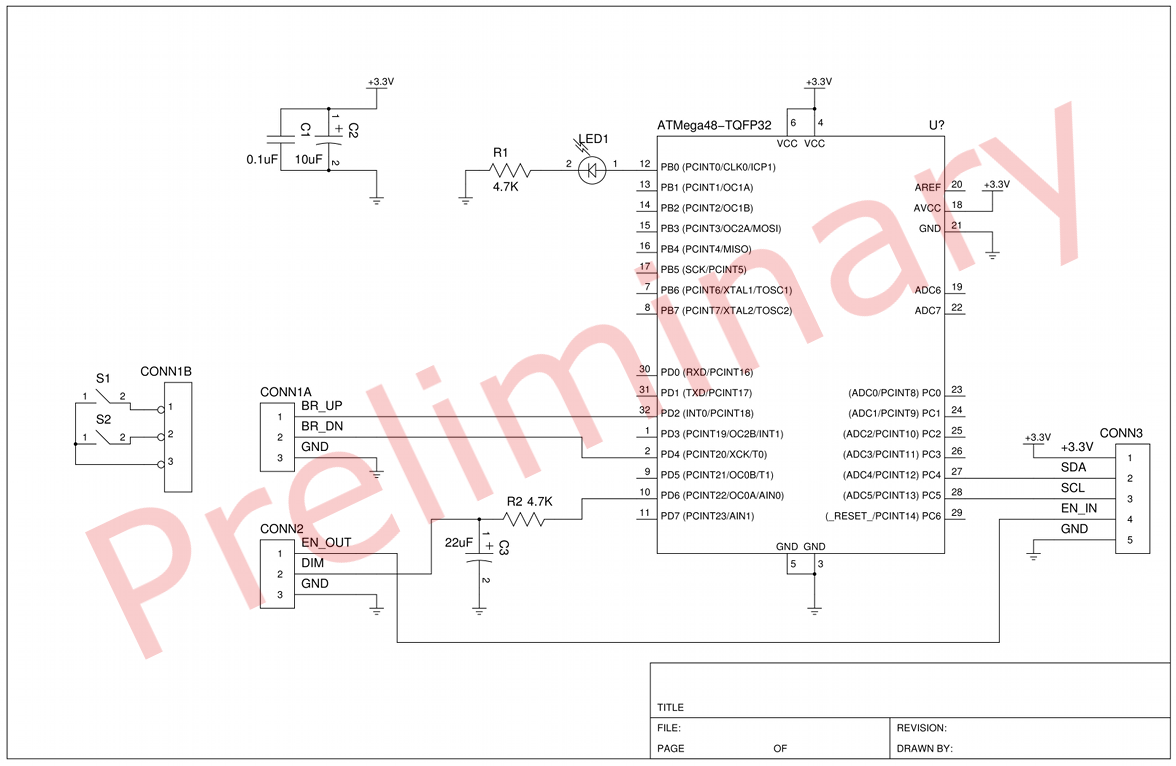 +3.3V
C1
1
+
C2
0.1uF
10uF
2
LED1
R1
4.7K
2
1
+3.3V
6
4
ATMega48-TQFP32
U?
VCC
VCC
12
PB0 (PCINT0/CLK0/ICP1)
13
PB1 (PCINT1/OC1A)
14
PB2 (PCINT2/OC1B)
15
PB3 (PCINT3/OC2A/MOSI)
16
PB4 (PCINT4/MISO)
17
PB5 (SCK/PCINT5)
7
PB6 (PCINT6/XTAL1/TOSC1)
8
PB7 (PCINT7/XTAL2/TOSC2)
30
PD0 (RXD/PCINT16)
31
PD1 (TXD/PCINT17)
32
PD2 (INT0/PCINT18)
1
PD3 (PCINT19/OC2B/INT1)
2
PD4 (PCINT20/XCK/T0)
9
PD5 (PCINT21/OC0B/T1)
10
PD6 (PCINT22/OC0A/AIN0)
11
PD7 (PCINT23/AIN1)
AREF
20
+3.3V
AVCC
18
GND
21
ADC6
19
ADC7
22
(ADC0/PCINT8) PC0
23
(ADC1/PCINT9) PC1
24
(ADC2/PCINT10) PC2
25
(ADC3/PCINT11) PC3
26
(ADC4/PCINT12) PC4
27
(ADC5/PCINT13) PC5
28
(_RESET_/PCINT14) PC6
29
GND
GND
5
3
S1
CONN1B
1
2
1
S2
1
2
2
3
CONN1A
1
BR_UP
2
BR_DN
3
GND
R2 4.7K
22uF
1
+
C3
2
CONN2
1
EN_OUT
2
DIM
3
GND
+3.3V
CONN3
+3.3V
1
SDA
2
SCL
3
EN_IN
4
GND
5
Preliminary
TITLE
FILE:
REVISION:
PAGE
OF
DRAWN BY: